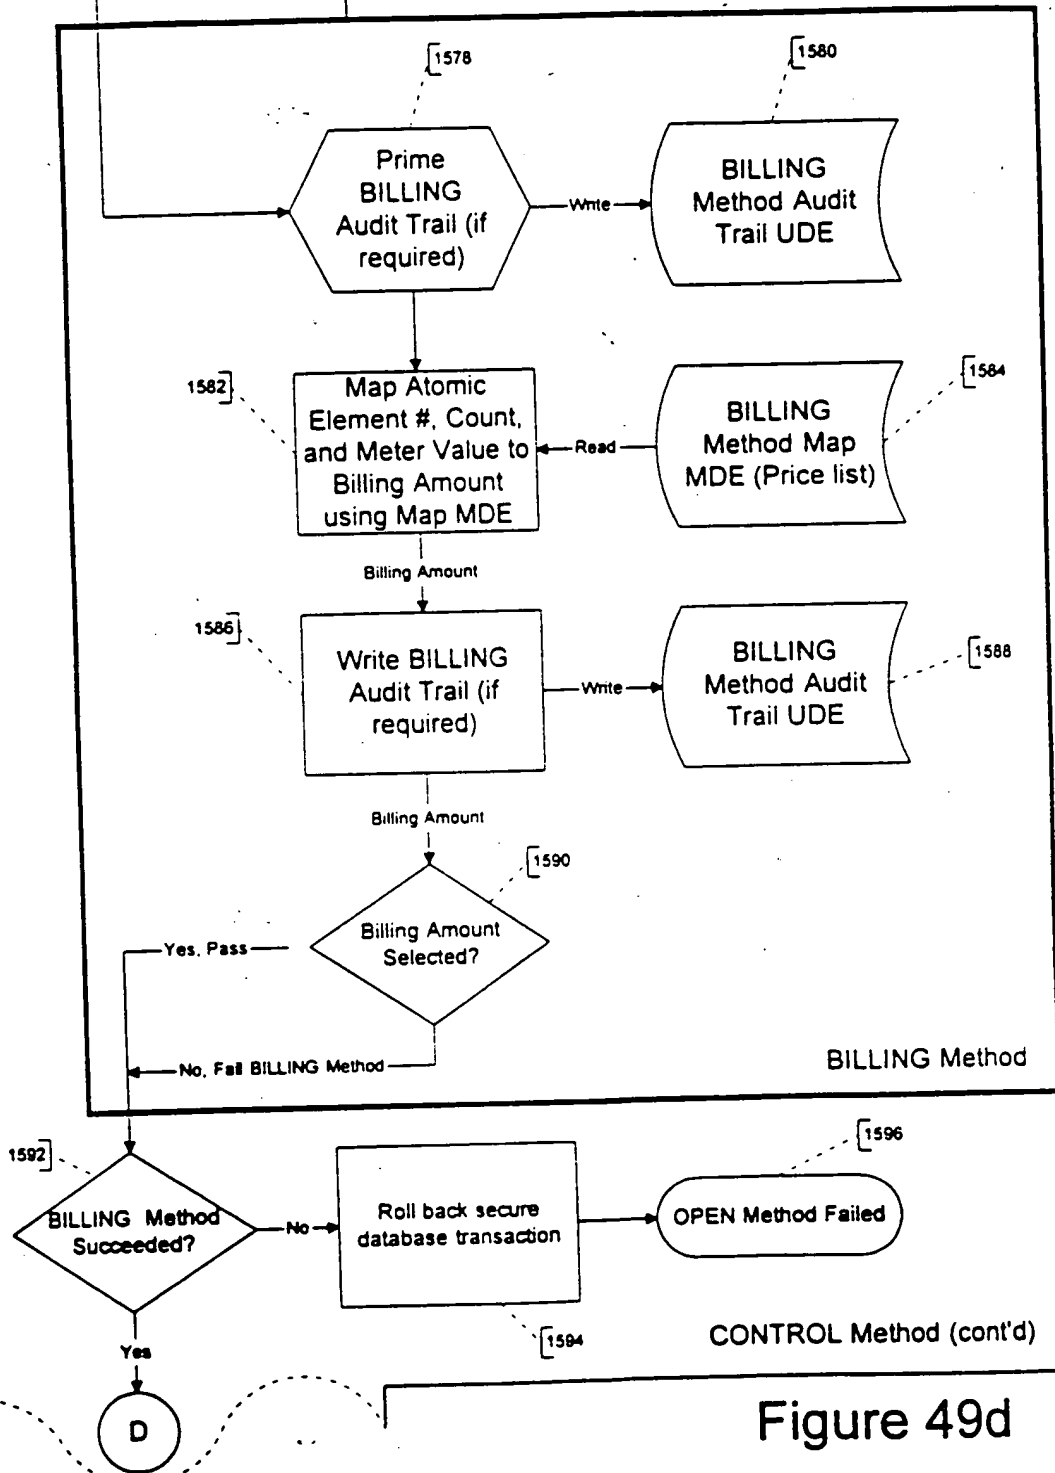 1578
1580
Prime
BILLING
Audit Trail (if
required)
Write
BILLING
Method Audit
Trail UDE
1582
Map Atomic
Element #, Count,
and Meter Value to
Billing Amount
using Map MDE
Read
BILLING
Method Map
MDE (Price list)
1584
Billing Amount
1586
Write BILLING
Audit Trail (if
required)
Write
BILLING
Method Audit
Trail UDE
1588
Billing Amount
1590
Billing Amount
Selected?
Yes, Pass
No, Fail BILLING Method
BILLING Method
1592
BILLING Method
Succeeded?
No
Roll back secure
database transaction
1596
OPEN Method Failed
1594
Yes
CONTROL Method (cont'd)
D
Figure 49d